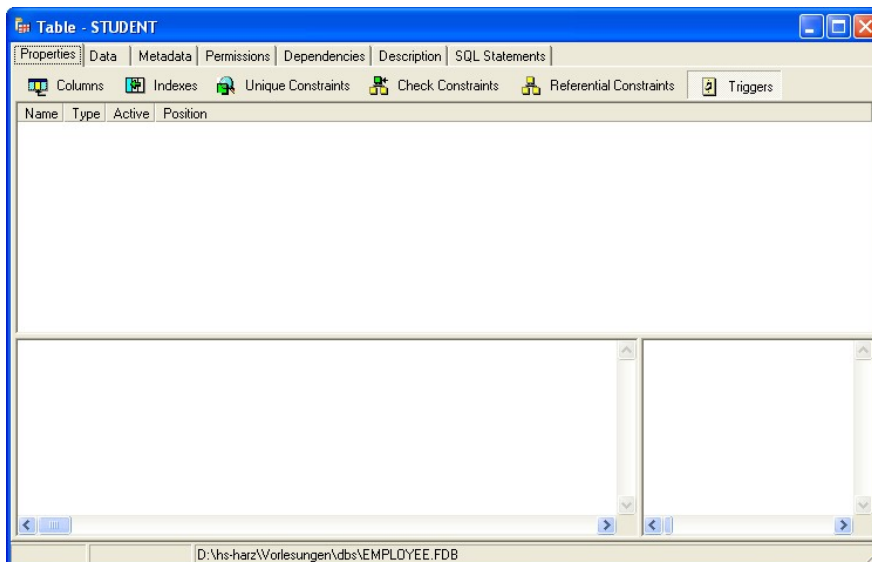 Table - STUDENT
Properties Data Metadata Permissions Dependencies Description SQL Statements
Columns Indexes Unique Constraints Check Constraints Referential Constraints Triggers
Name Type Active Position
D:\hs-harz\Vorlesungen\dbs\EMPLOYEE.FDB